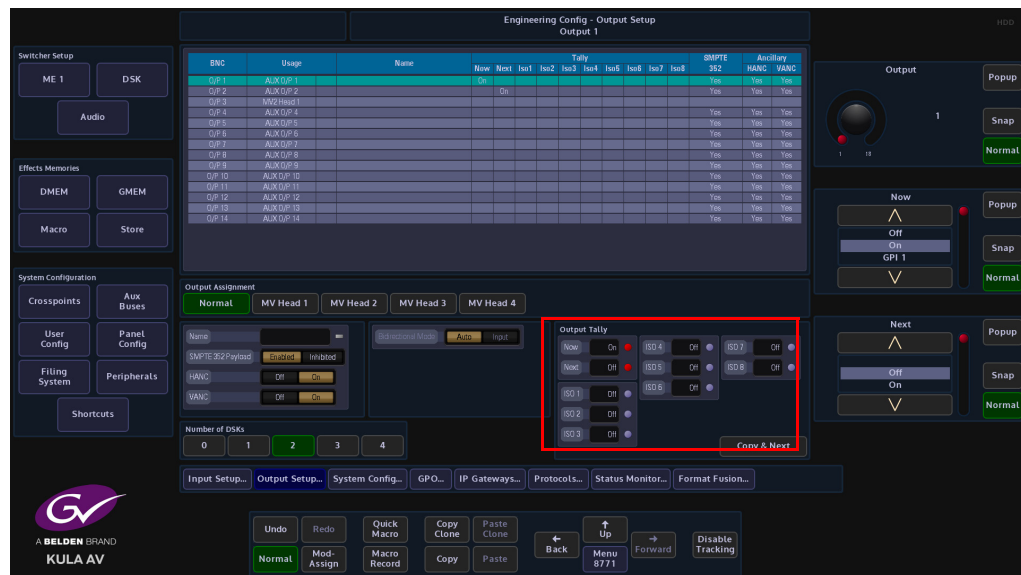 Engineering Config - Output Setup
Output 1
HDD
Switcher Setup
ME 1
DSK
Audio
Effects Memories
DMEM
GMEM
Macro
Store
System Configuration
Crosspoints
Aux Buses
User Config
Panel Config
Filing System
Peripherals
Shortcuts
BNC Usage Name Tally SMPTE 352 Ancillary
Now Next Iso1 Iso2 Iso3 Iso4 Iso5 Iso6 Iso7 Iso8 HANC VANC
O/P 1 AUX O/P 1 On Yes Yes Yes
O/P 2 AUX O/P 2 On Yes Yes Yes
O/P 3 MV2 Head 1
O/P 4 AUX O/P 4 Yes Yes Yes
O/P 5 AUX O/P 5 Yes Yes Yes
O/P 6 AUX O/P 6 Yes Yes Yes
O/P 7 AUX O/P 7 Yes Yes Yes
O/P 8 AUX O/P 8 Yes Yes Yes
O/P 9 AUX O/P 9 Yes Yes Yes
O/P 10 AUX O/P 10 Yes Yes Yes
O/P 11 AUX O/P 11 Yes Yes Yes
O/P 12 AUX O/P 12 Yes Yes Yes
O/P 13 AUX O/P 13 Yes Yes Yes
O/P 14 AUX O/P 14 Yes Yes Yes
Output Assignment
Normal MV Head 1 MV Head 2 MV Head 3 MV Head 4
Name
SMPTE 352 Payload Enabled Inhibited
HANC Off On
VANC Off On
Bidirectional Mode Auto Input
Output Tally
Now On ISO 4 Off ISO 7 Off
Next Off ISO 5 Off ISO 8 Off
ISO 6 Off
ISO 1 Off
ISO 2 Off
ISO 3 Off
Number of DSKs
0 1 2 3 4
Copy & Next
Input Setup... Output Setup... System Config... GPO... IP Gateways... Protocols... Status Monitor... Format Fusion...
Output
1
1 18
Popup
Snap
Normal
Now
Off
On
GPI 1
Popup
Snap
Normal
Next
Off
On
Popup
Snap
Normal
GV
A BELDEN BRAND
KULA AV
Undo Redo Quick Macro Copy Clone Paste Clone
Normal Mod-Assign Macro Record Copy Paste
Back
Up
Menu 8771
Forward
Disable Tracking